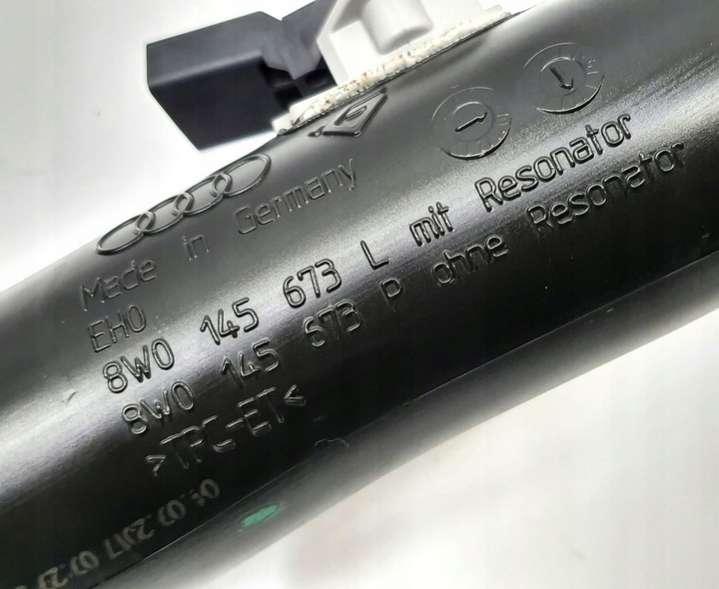 Made in Germany
EH0
8W0 145 673 L mit Resonator
8W0 145 673 P ohne Resonator
>TPC-ET<